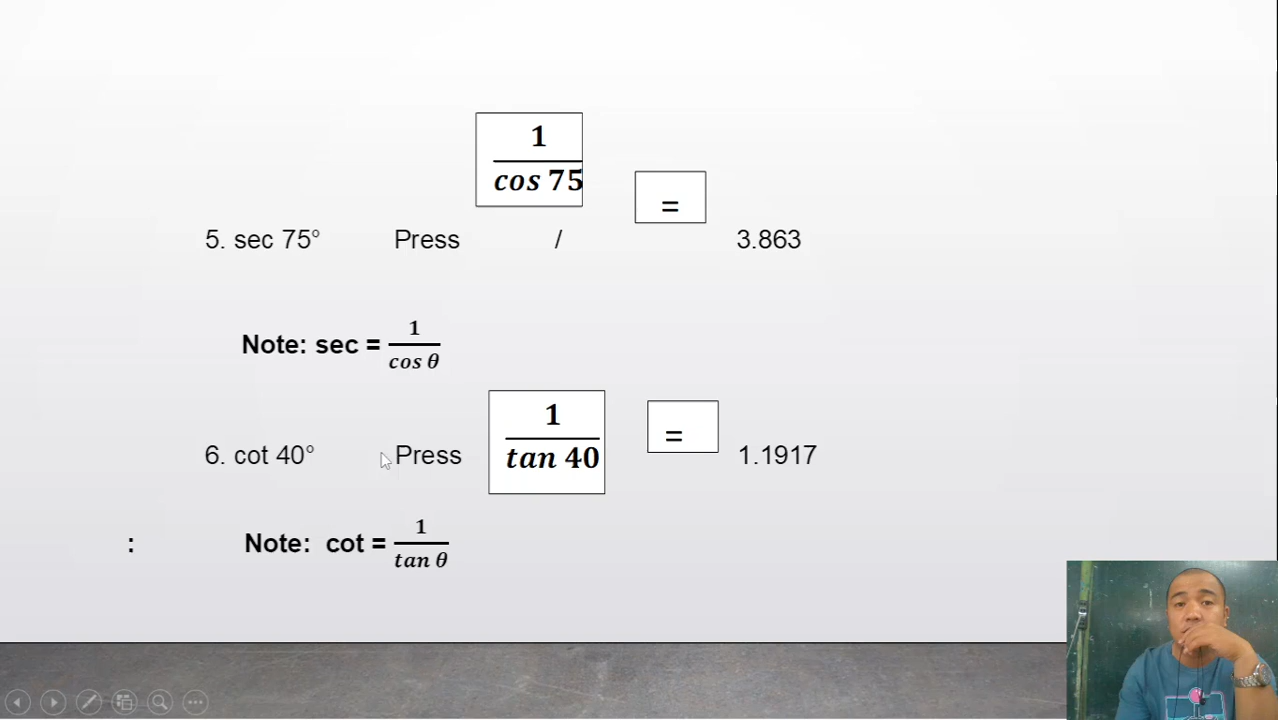 1
cos 75
=
5. sec 75° Press / 3.863
Note: sec = 1/cos θ
1
tan 40
=
6. cot 40° Press 1.1917
: Note: cot = 1/tan θ